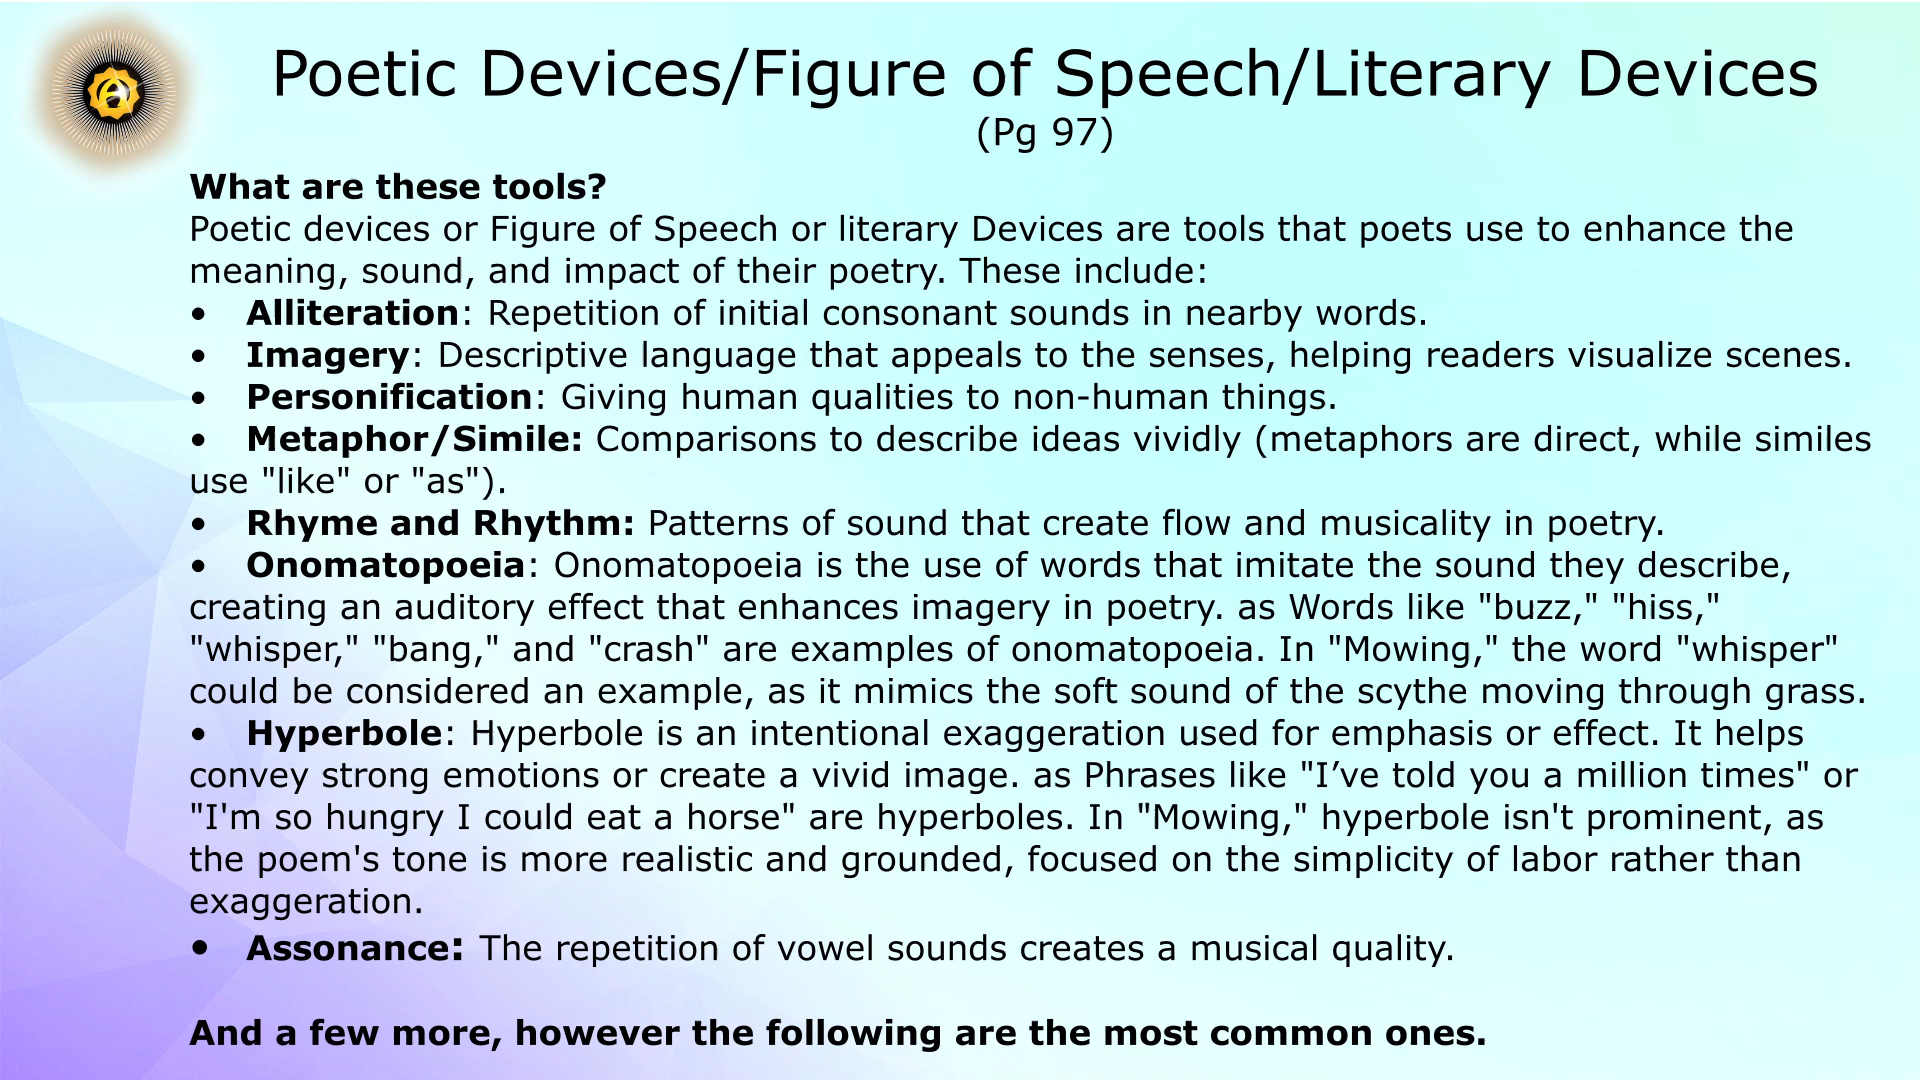 Poetic Devices/Figure of Speech/Literary Devices
(Pg 97)
What are these tools?
Poetic devices or Figure of Speech or literary Devices are tools that poets use to enhance the
meaning, sound, and impact of their poetry. These include:
• Alliteration: Repetition of initial consonant sounds in nearby words.
• Imagery: Descriptive language that appeals to the senses, helping readers visualize scenes.
• Personification: Giving human qualities to non-human things.
• Metaphor/Simile: Comparisons to describe ideas vividly (metaphors are direct, while similes
use "like" or "as").
• Rhyme and Rhythm: Patterns of sound that create flow and musicality in poetry.
• Onomatopoeia: Onomatopoeia is the use of words that imitate the sound they describe,
creating an auditory effect that enhances imagery in poetry. as Words like "buzz," "hiss,"
"whisper," "bang," and "crash" are examples of onomatopoeia. In "Mowing," the word "whisper"
could be considered an example, as it mimics the soft sound of the scythe moving through grass.
• Hyperbole: Hyperbole is an intentional exaggeration used for emphasis or effect. It helps
convey strong emotions or create a vivid image. as Phrases like "I’ve told you a million times" or
"I'm so hungry I could eat a horse" are hyperboles. In "Mowing," hyperbole isn't prominent, as
the poem's tone is more realistic and grounded, focused on the simplicity of labor rather than
exaggeration.
• Assonance: The repetition of vowel sounds creates a musical quality.
And a few more, however the following are the most common ones.